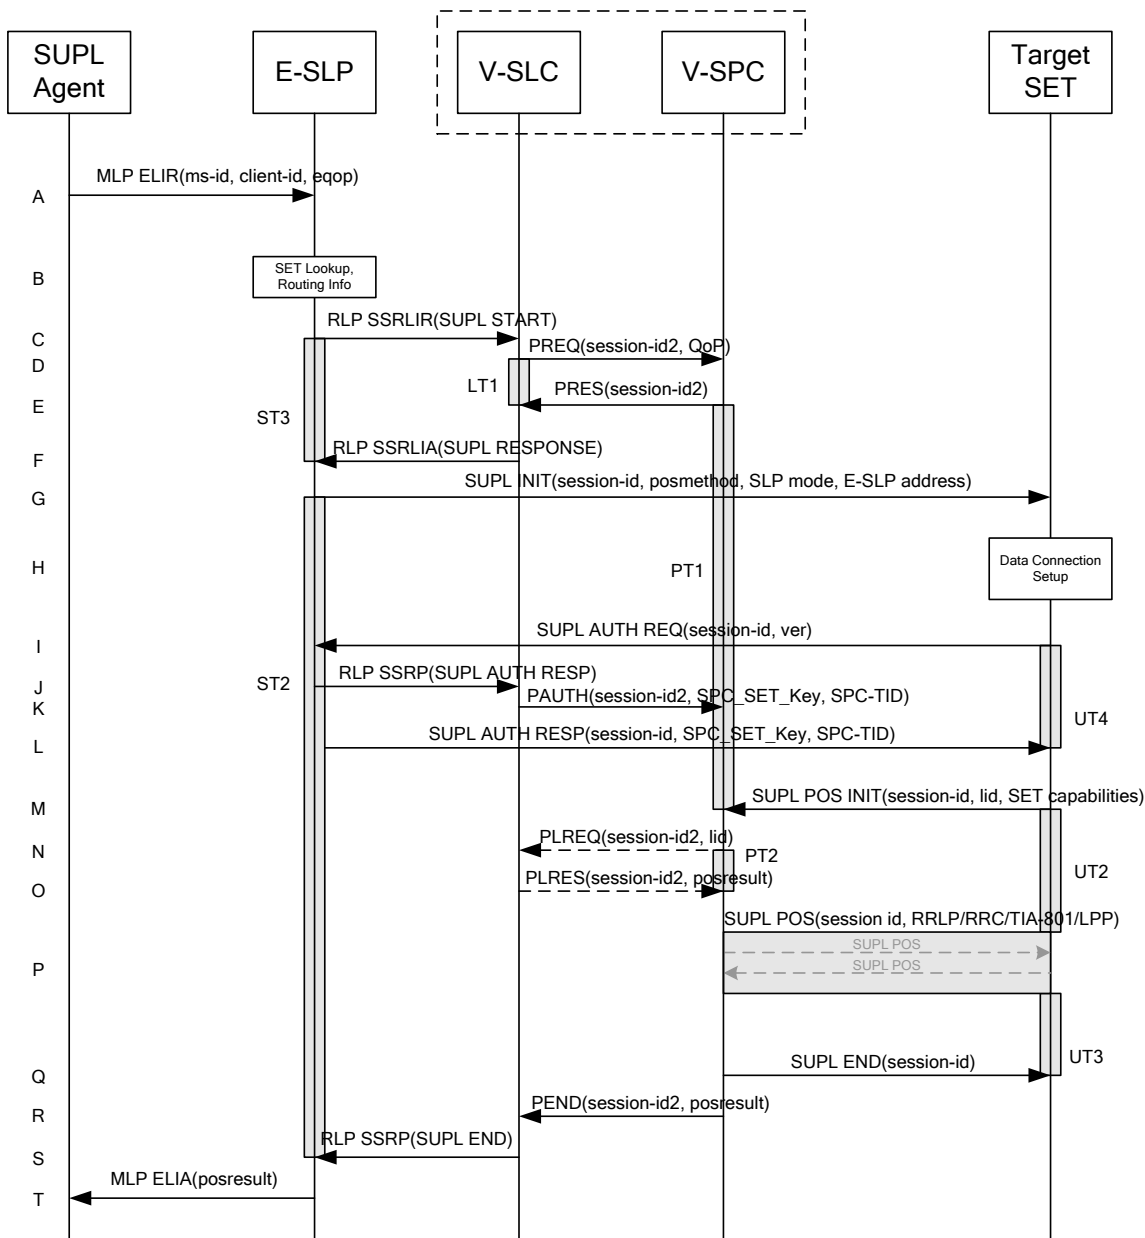 SUPL
Agent
E-SLP
V-SLC
V-SPC
Target
SET
A
MLP ELIR(ms-id, client-id, eqop)
B
SET Lookup,
Routing Info
C
RLP SSRLIR(SUPL START)
D
PREQ(session-id2, QoP)
LT1
E
PRES(session-id2)
ST3
F
RLP SSRLIA(SUPL RESPONSE)
G
SUPL INIT(session-id, posmethod, SLP mode, E-SLP address)
H
PT1
Data Connection
Setup
I
SUPL AUTH REQ(session-id, ver)
ST2
J
RLP SSRP(SUPL AUTH RESP)
K
PAUTH(session-id2, SPC_SET_Key, SPC-TID)
UT4
L
SUPL AUTH RESP(session-id, SPC_SET_Key, SPC-TID)
M
SUPL POS INIT(session-id, lid, SET capabilities)
N
PLREQ(session-id2, lid)
PT2
UT2
O
PLRES(session-id2, posresult)
SUPL POS(session id, RRLP/RRC/TIA-801/LPP)
SUPL POS
P
SUPL POS
UT3
Q
SUPL END(session-id)
R
PEND(session-id2, posresult)
S
RLP SSRP(SUPL END)
T
MLP ELIA(posresult)